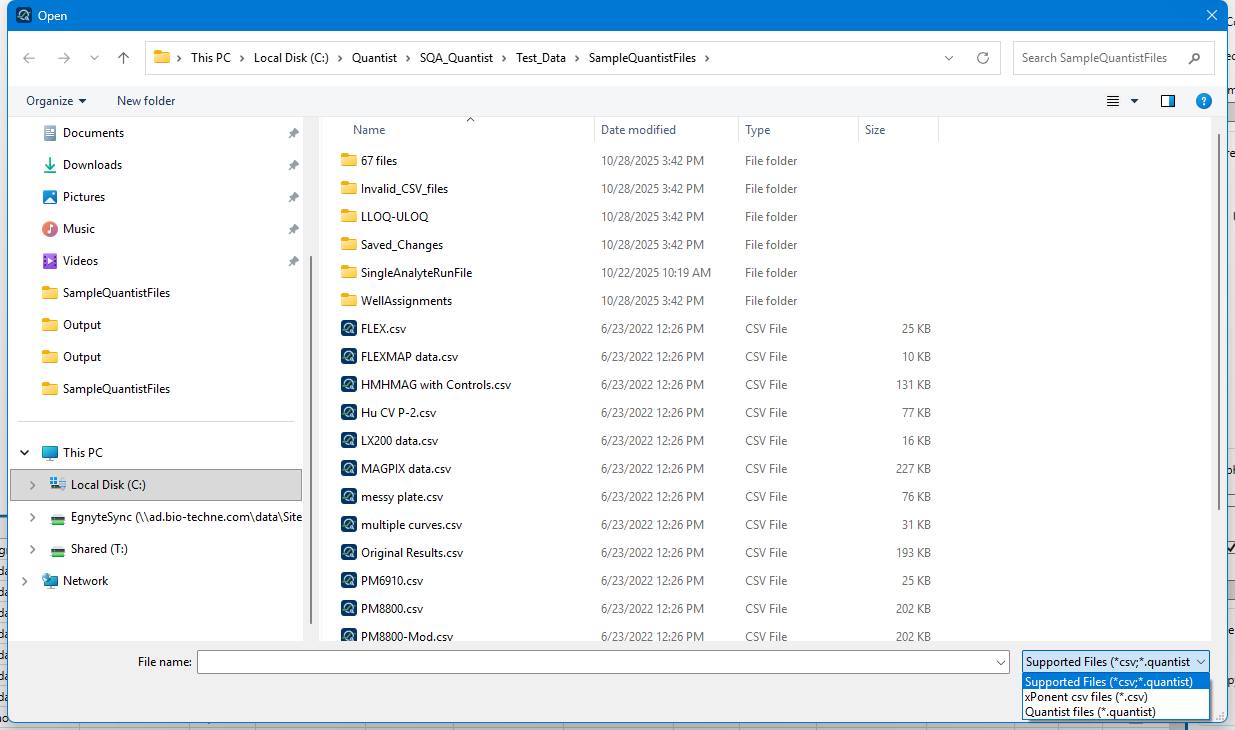 Open
This PC > Local Disk (C:) > Quantist > SQA_Quantist > Test_Data > SampleQuantistFiles >
Search SampleQuantistFiles
Organize
New folder
?
Documents
Downloads
Pictures
Music
Videos
SampleQuantistFiles
Output
Output
SampleQuantistFiles
This PC
Local Disk (C:)
EgnyteSync (\\ad.bio-techne.com\data\Site
Shared (T:)
Network
Name Date modified Type Size
67 files 10/28/2025 3:42 PM File folder
Invalid_CSV_files 10/28/2025 3:42 PM File folder
LLOQ-ULOQ 10/28/2025 3:42 PM File folder
Saved_Changes 10/28/2025 3:42 PM File folder
SingleAnalyteRunFile 10/22/2025 10:19 AM File folder
WellAssignments 10/28/2025 3:42 PM File folder
FLEX.csv 6/23/2022 12:26 PM CSV File 25 KB
FLEXMAP data.csv 6/23/2022 12:26 PM CSV File 10 KB
HMHMAG with Controls.csv 6/23/2022 12:26 PM CSV File 131 KB
Hu CV P-2.csv 6/23/2022 12:26 PM CSV File 77 KB
LX200 data.csv 6/23/2022 12:26 PM CSV File 16 KB
MAGPIX data.csv 6/23/2022 12:26 PM CSV File 227 KB
messy plate.csv 6/23/2022 12:26 PM CSV File 76 KB
multiple curves.csv 6/23/2022 12:26 PM CSV File 31 KB
Original Results.csv 6/23/2022 12:26 PM CSV File 193 KB
PM6910.csv 6/23/2022 12:26 PM CSV File 25 KB
PM8800.csv 6/23/2022 12:26 PM CSV File 202 KB
PM8800-Mod.csv 6/23/2022 12:26 PM CSV File 202 KB
File name:
Supported Files (*csv;*.quantist
Supported Files (*csv;*.quantist)
xPonent csv files (*.csv)
Quantist files (*.quantist)